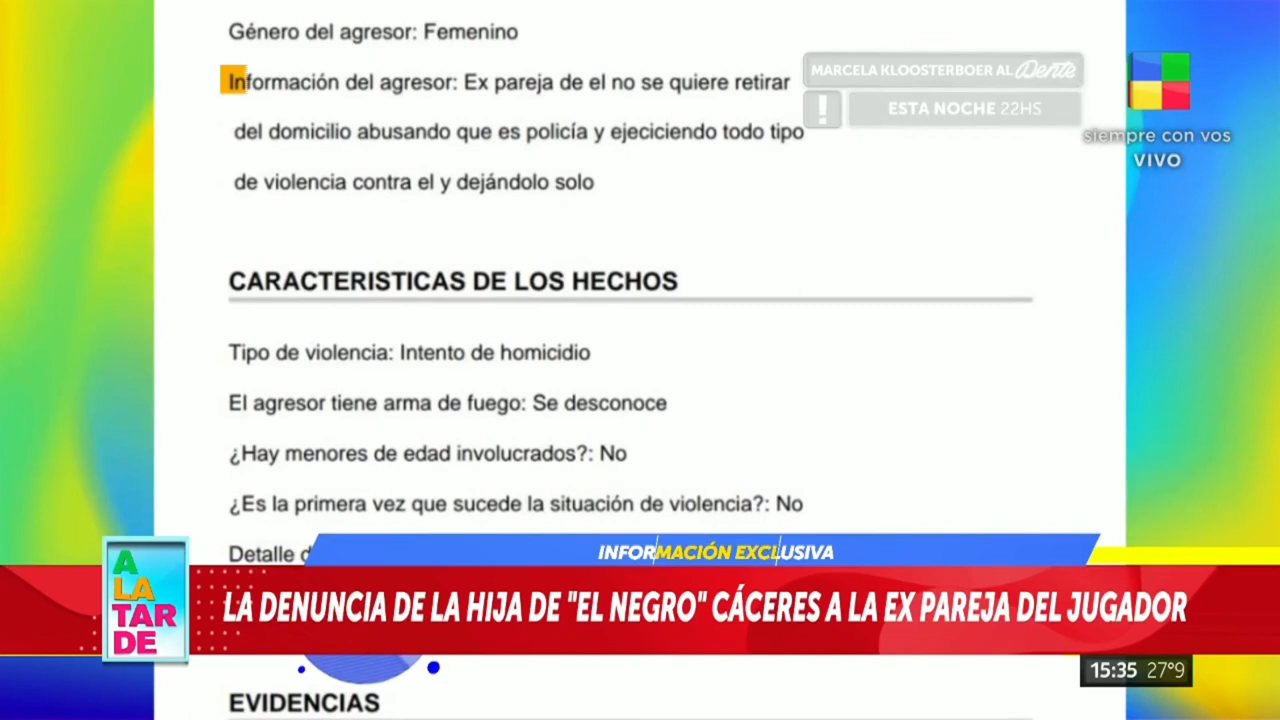 Género del agresor: Femenino
Información del agresor: Ex pareja de el no se quiere retirar
del domicilio abusando que es policía y ejeciciendo todo tipo
de violencia contra el y dejándolo solo
MARCELA KLOOSTERBOER AL Dente
! ESTA NOCHE 22HS
siempre con vos
VIVO
CARACTERISTICAS DE LOS HECHOS
Tipo de violencia: Intento de homicidio
El agresor tiene arma de fuego: Se desconoce
¿Hay menores de edad involucrados?: No
¿Es la primera vez que sucede la situación de violencia?: No
Detalle d
INFORMACIÓN EXCLUSIVA
A LA TAR DE
LA DENUNCIA DE LA HIJA DE "EL NEGRO" CÁCERES A LA EX PAREJA DEL JUGADOR
15:35 27°9
EVIDENCIAS